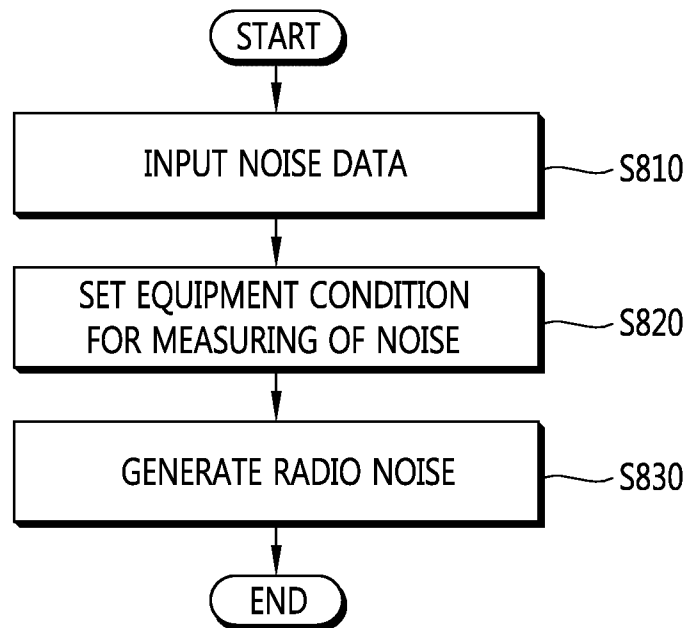 START
INPUT NOISE DATA
S810
SET EQUIPMENT CONDITION
FOR MEASURING OF NOISE
S820
GENERATE RADIO NOISE
S830
END